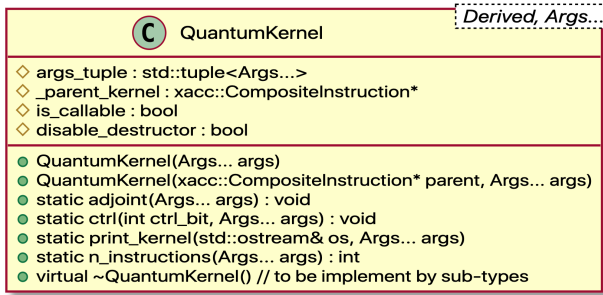 Derived, Args...
C QuantumKernel
args_tuple : std::tuple<Args...>
_parent_kernel : xacc::CompositeInstruction*
is_callable : bool
disable_destructor : bool
QuantumKernel(Args... args)
QuantumKernel(xacc::CompositeInstruction* parent, Args... args)
static adjoint(Args... args) : void
static ctrl(int ctrl_bit, Args... args) : void
static print_kernel(std::ostream& os, Args... args)
static n_instructions(Args... args) : int
virtual ~QuantumKernel() // to be implement by sub-types